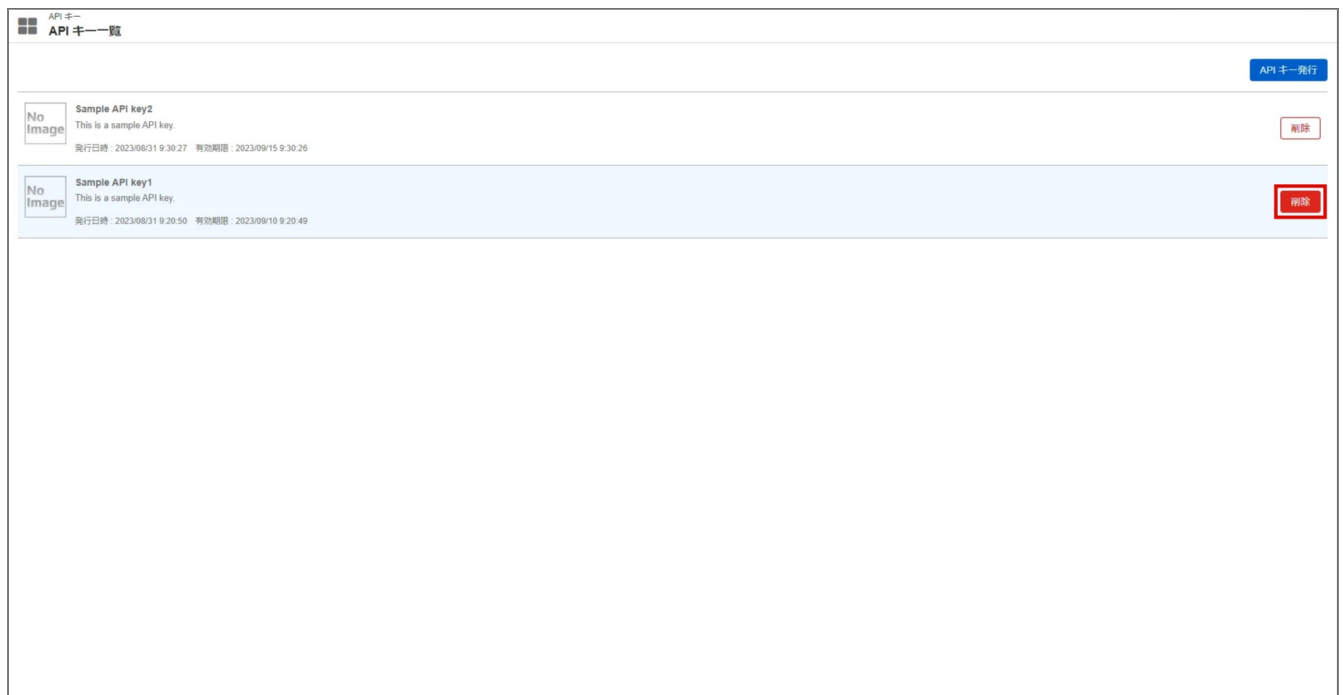 API キー
API キー一覧
API キー発行
No
Image
Sample API key2
This is a sample API key.
発行日時 : 2023/08/31 9:30:27 有効期限 : 2023/09/15 9:30:26
削除
No
Image
Sample API key1
This is a sample API key.
発行日時 : 2023/08/31 9:20:50 有効期限 : 2023/09/10 9:20:49
削除